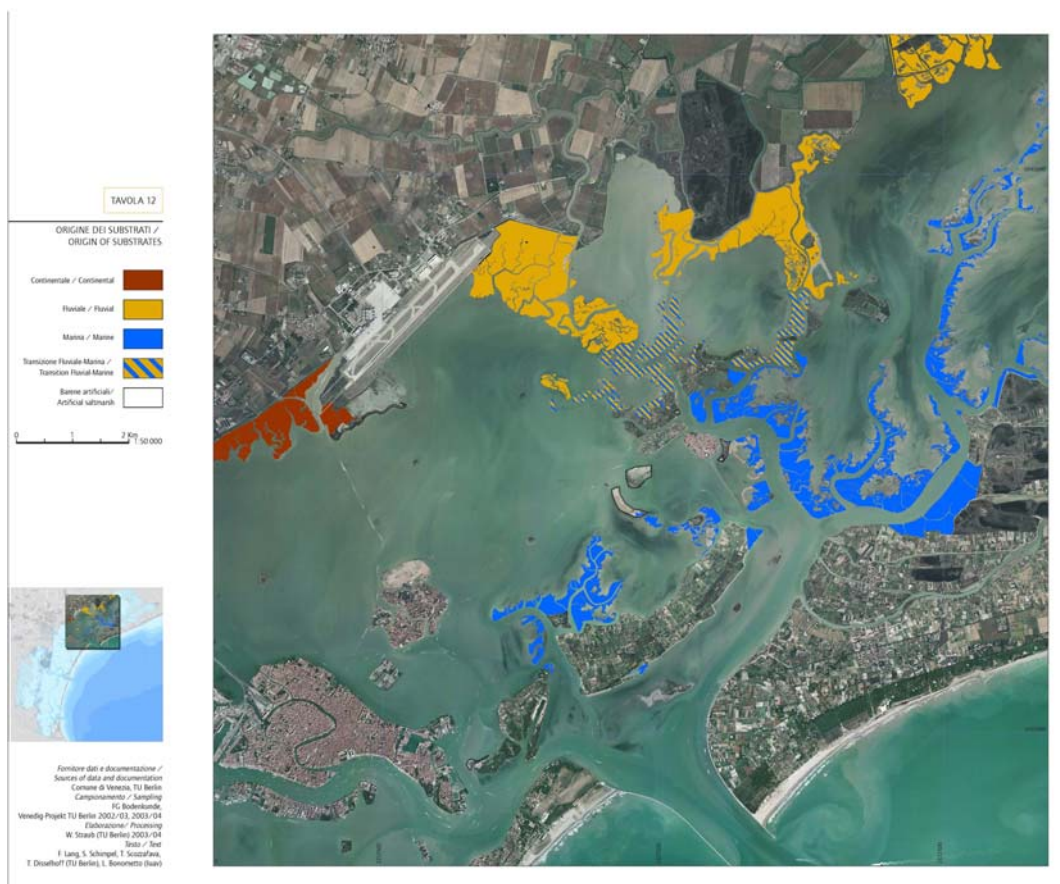 TAVOLA 12
ORIGINE DEI SUBSTRATI /
ORIGIN OF SUBSTRATES
Continentale / Continental
Fluviale / Fluvial
Marina / Marine
Transizione Fluviale-Marina /
Transition Fluvial-Marine
Barene artificiali/
Artificial saltmarsh
0 1 2 Km 1:50 000
Fornitore dati e documentazione /
Sources of data and documentation
Comune di Venezia, TU Berlin
Campionamento / Sampling
FG Bodenkunde,
Venedig-Projekt TU Berlin 2002/03, 2003/04
Elaborazione/ Processing
W. Straub (TU Berlin) 2003/04
Testo / Text
F. Lang, S. Schimpel, T. Scozzafava,
T. Disselhoff (TU Berlin), L. Bonometto (Iuav)